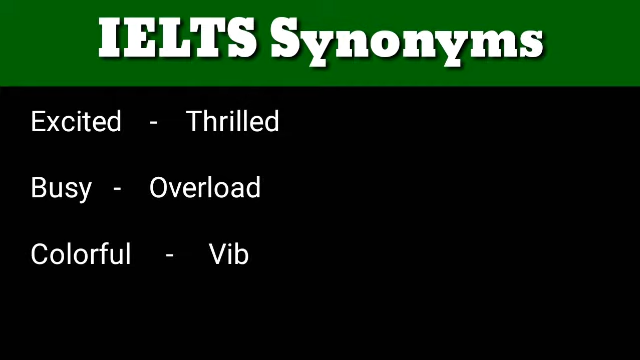 IELTS Synonyms
Excited - Thrilled
Busy - Overload
Colorful - Vib